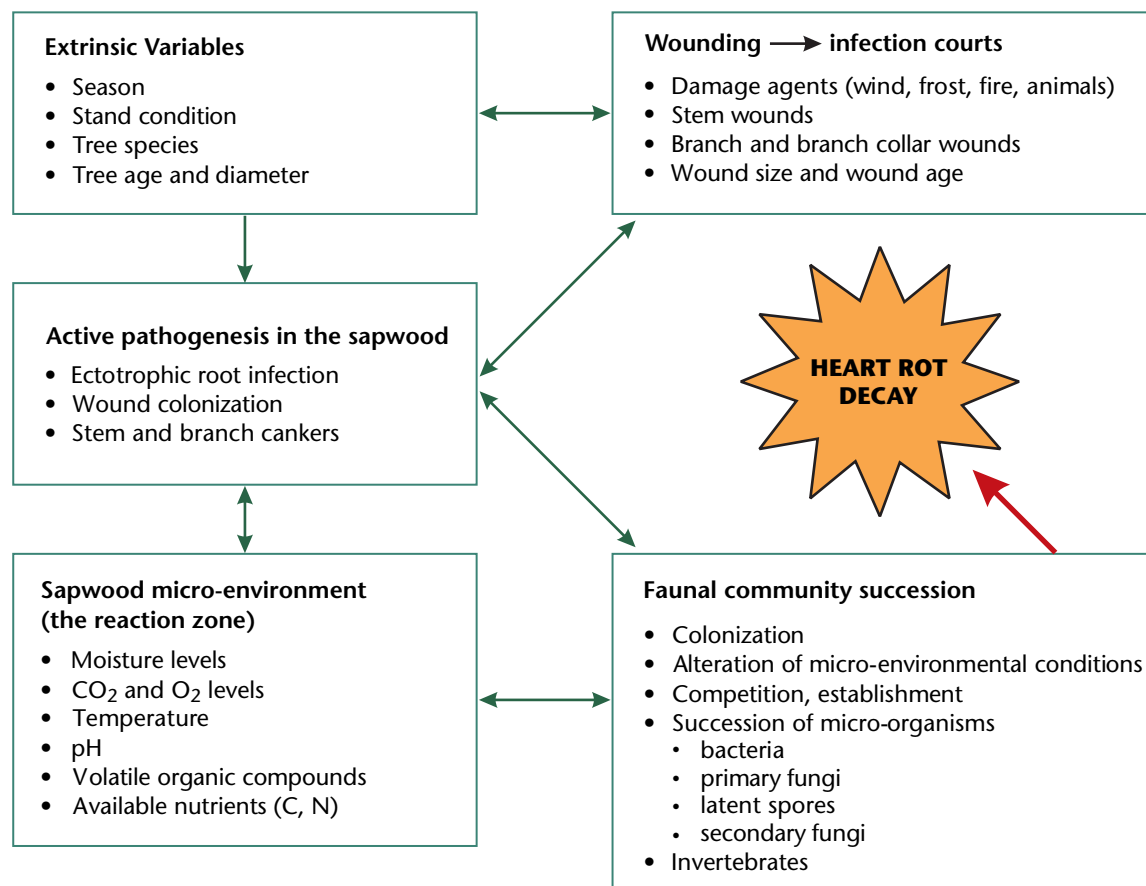 Extrinsic Variables
• Season
• Stand condition
• Tree species
• Tree age and diameter
Wounding → infection courts
• Damage agents (wind, frost, fire, animals)
• Stem wounds
• Branch and branch collar wounds
• Wound size and wound age
Active pathogenesis in the sapwood
• Ectotrophic root infection
• Wound colonization
• Stem and branch cankers
HEART ROT
DECAY
Sapwood micro-environment
(the reaction zone)
• Moisture levels
• CO₂ and O₂ levels
• Temperature
• pH
• Volatile organic compounds
• Available nutrients (C, N)
Faunal community succession
• Colonization
• Alteration of micro-environmental conditions
• Competition, establishment
• Succession of micro-organisms
• bacteria
• primary fungi
• latent spores
• secondary fungi
• Invertebrates